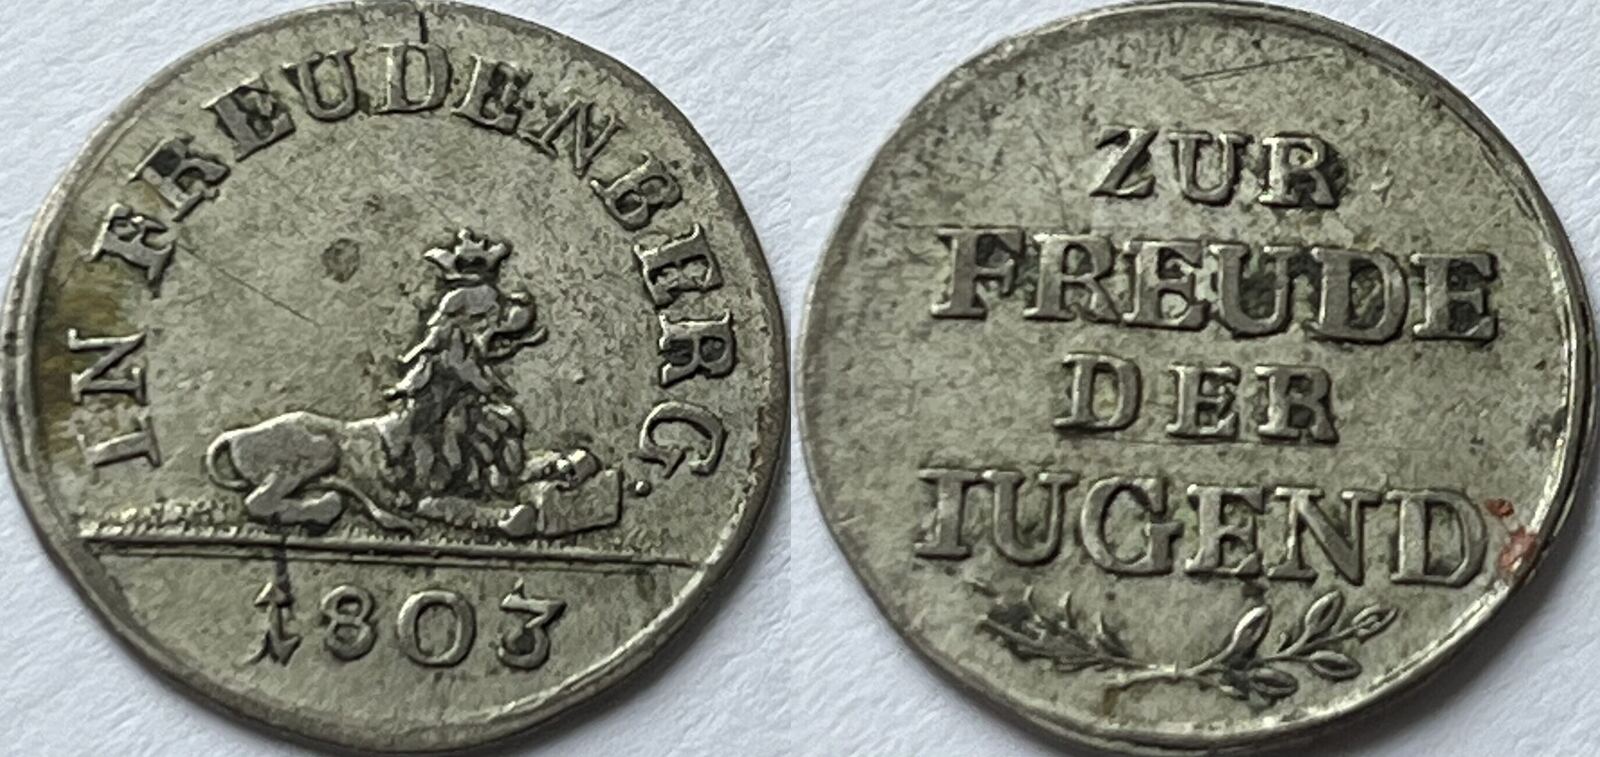 IN FREUDENBERG.
1803
ZUR
FREUDE
DER
IUGEND